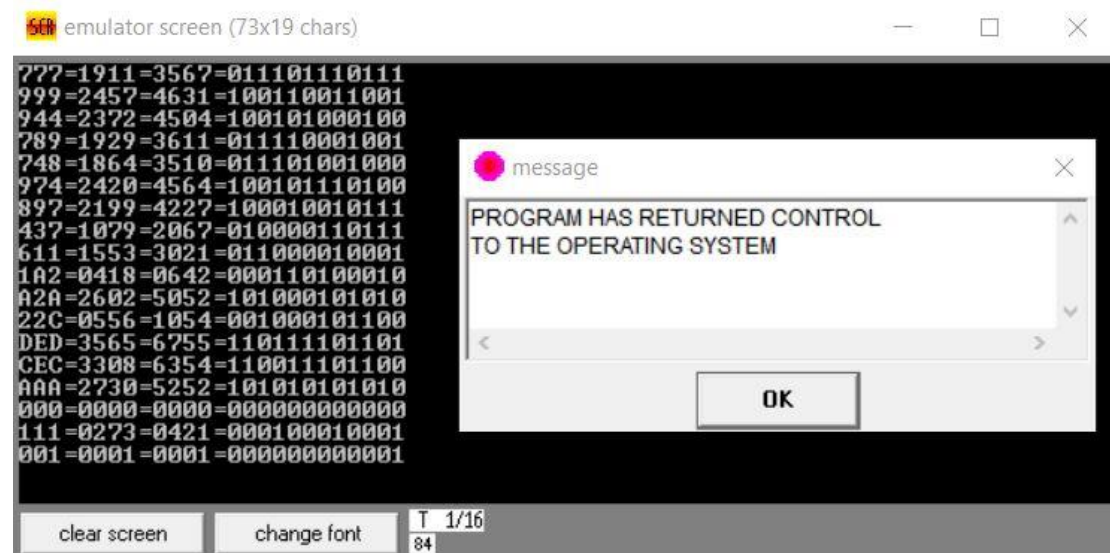 SCR emulator screen (73x19 chars)
777=1911=3567=011101110111
999=2457=4631=100110011001
944=2372=4504=100101000100
789=1929=3611=011110001001
748=1864=3510=011101001000
974=2420=4564=100101110100
897=2199=4227=100010010111
437=1079=2067=010000110111
611=1553=3021=011000010001
1A2=0418=0642=000110100010
A2A=2602=5052=101000101010
22C=0556=1054=001000101100
DED=3565=6755=110111101101
CEC=3308=6354=110011101100
AAA=2730=5252=101010101010
000=0000=0000=000000000000
111=0273=0421=000100010001
001=0001=0001=000000000001
message
PROGRAM HAS RETURNED CONTROL
TO THE OPERATING SYSTEM
OK
clear screen
change font
T 1/16
84